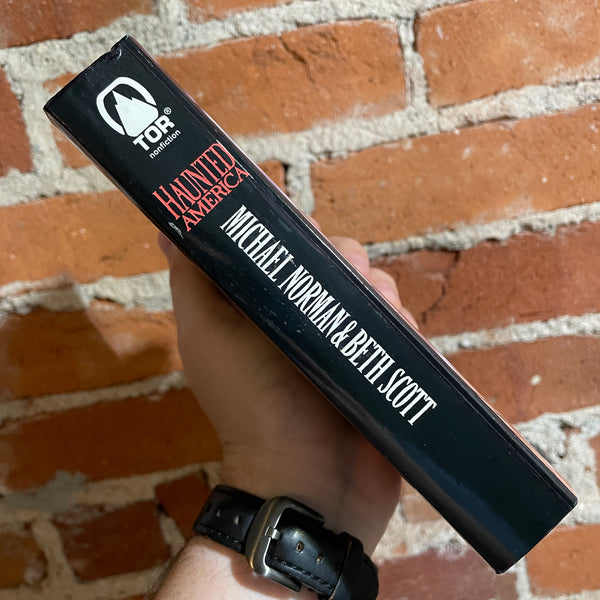 TOR®
nonfiction
HAUNTED
AMERICA
MICHAEL NORMAN & BETH SCOTT